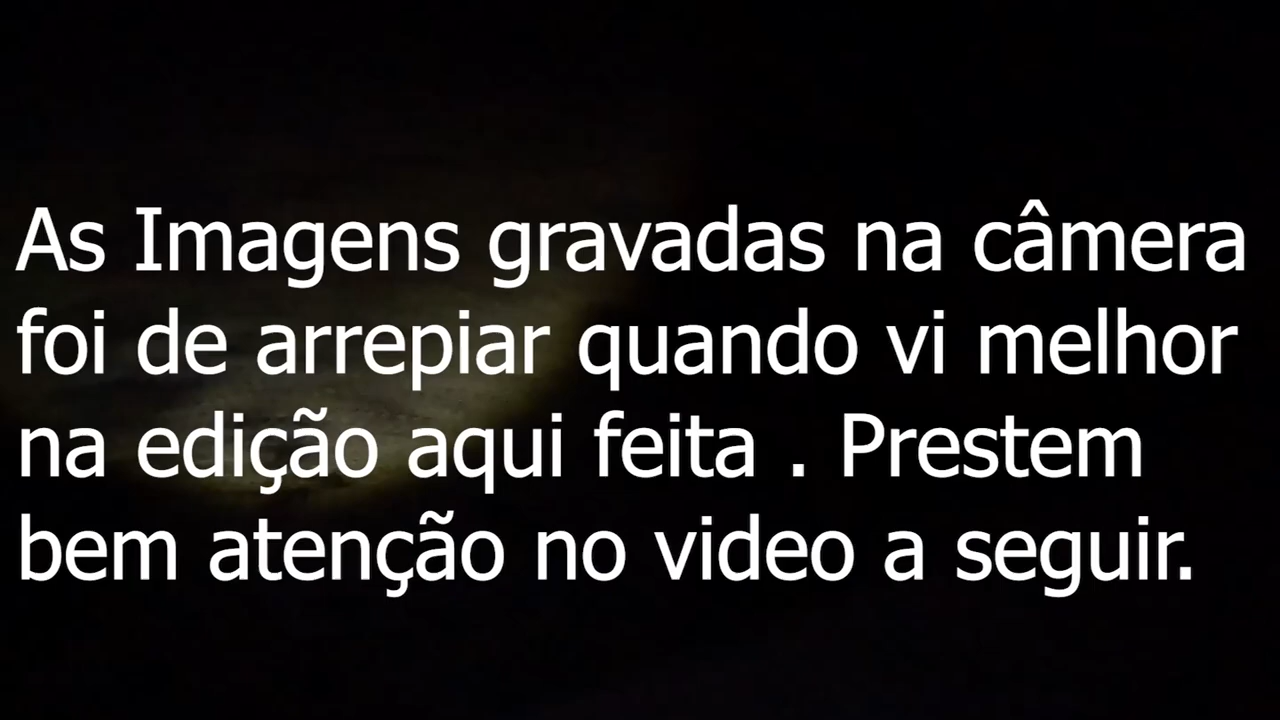 As Imagens gravadas na câmera
foi de arrepiar quando vi melhor
na edição aqui feita . Prestem
bem atenção no video a seguir.